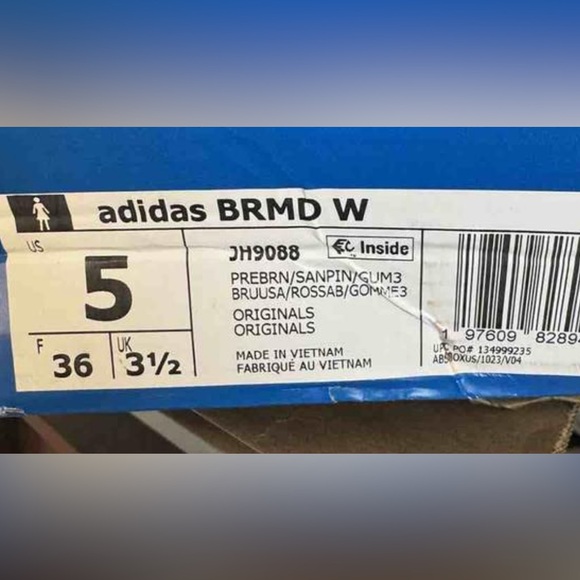 adidas BRMD W
US
5
F 36
UK 3½
JH9088
Inside
PREBRN/SANPIN/GUM3
BRUUSA/ROSSAB/GOMME3
ORIGINALS
ORIGINALS
MADE IN VIETNAM
FABRIQUÉ AU VIETNAM
1 97609 8289
UPC PO# 134999235